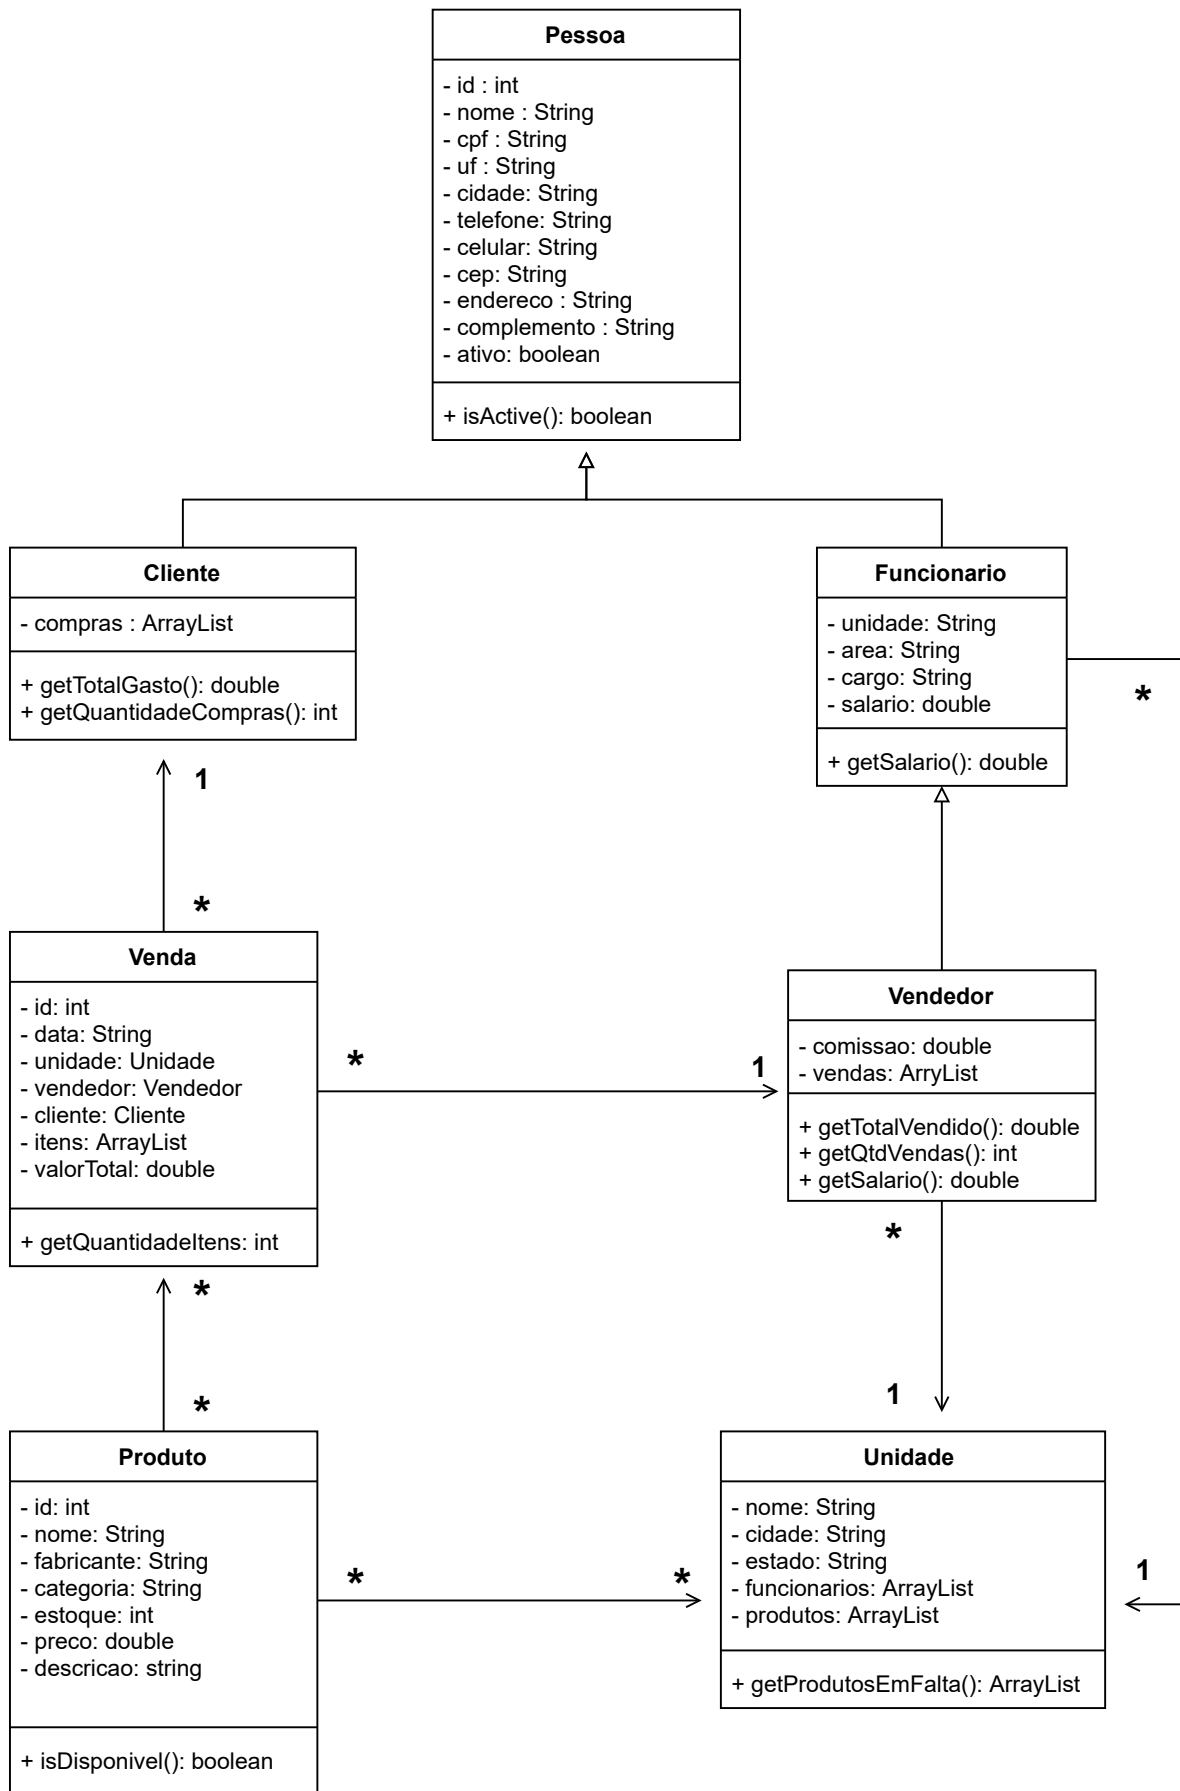 Pessoa
- id : int
- nome : String
- cpf : String
- uf : String
- cidade: String
- telefone: String
- celular: String
- cep: String
- endereco : String
- complemento : String
- ativo: boolean
+ isActive(): boolean
Cliente
- compras : ArrayList
+ getTotalGasto(): double
+ getQuantidadeCompras(): int
Funcionario
- unidade: String
- area: String
- cargo: String
- salario: double
+ getSalario(): double
*
1
*
Venda
- id: int
- data: String
- unidade: Unidade
- vendedor: Vendedor
- cliente: Cliente
- itens: ArrayList
- valorTotal: double
+ getQuantidadeItens: int
*
1
Vendedor
- comissao: double
- vendas: ArryList
+ getTotalVendido(): double
+ getQtdVendas(): int
+ getSalario(): double
*
1
*
*
Produto
- id: int
- nome: String
- fabricante: String
- categoria: String
- estoque: int
- preco: double
- descricao: string
+ isDisponivel(): boolean
*
*
Unidade
- nome: String
- cidade: String
- estado: String
- funcionarios: ArrayList
- produtos: ArrayList
+ getProdutosEmFalta(): ArrayList
1